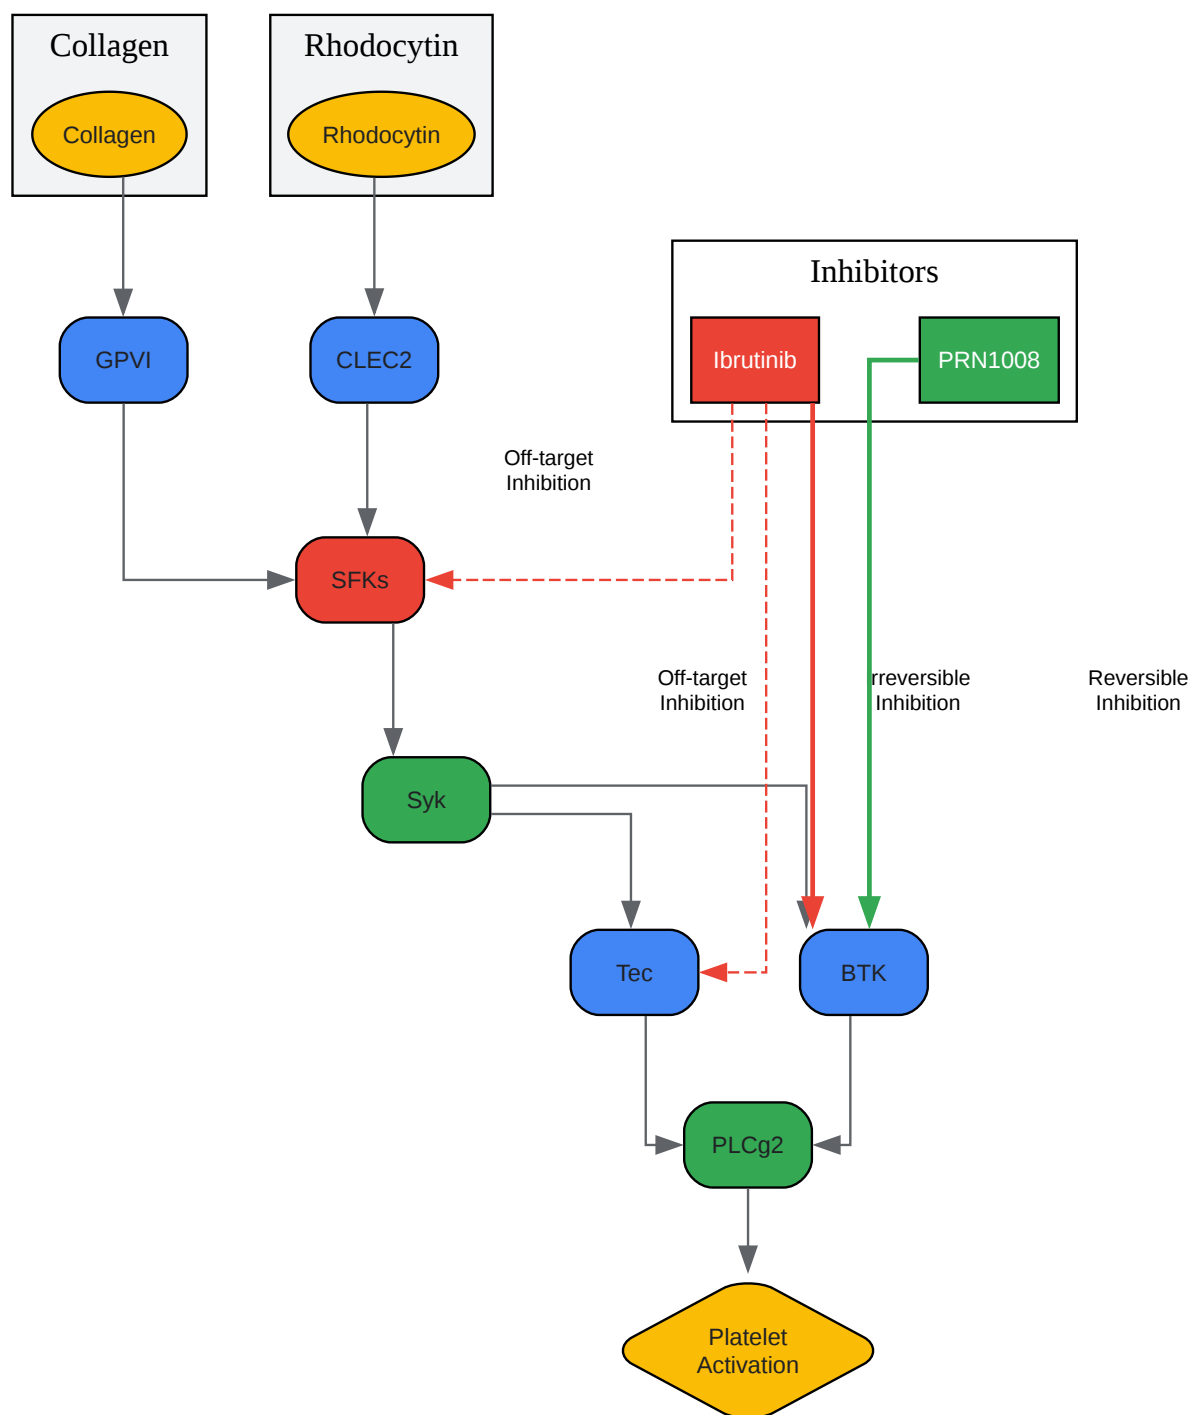 Collagen
Rhodocytin
Collagen
Rhodocytin
Inhibitors
GPVI
CLEC2
Ibrutinib
PRN1008
Off-target
Inhibition
SFKs
Off-target
Inhibition
rreversible
Inhibition
Reversible
Inhibition
Syk
Tec
BTK
PLCg2
Platelet
Activation